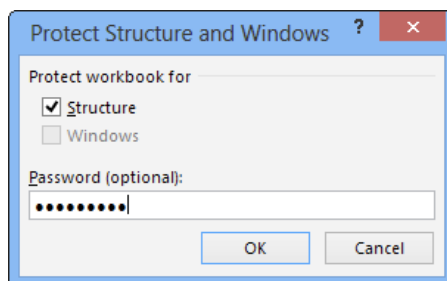 Protect Structure and Windows ?
Protect workbook for
Structure
Windows
Password (optional):
•••••••••
OK Cancel